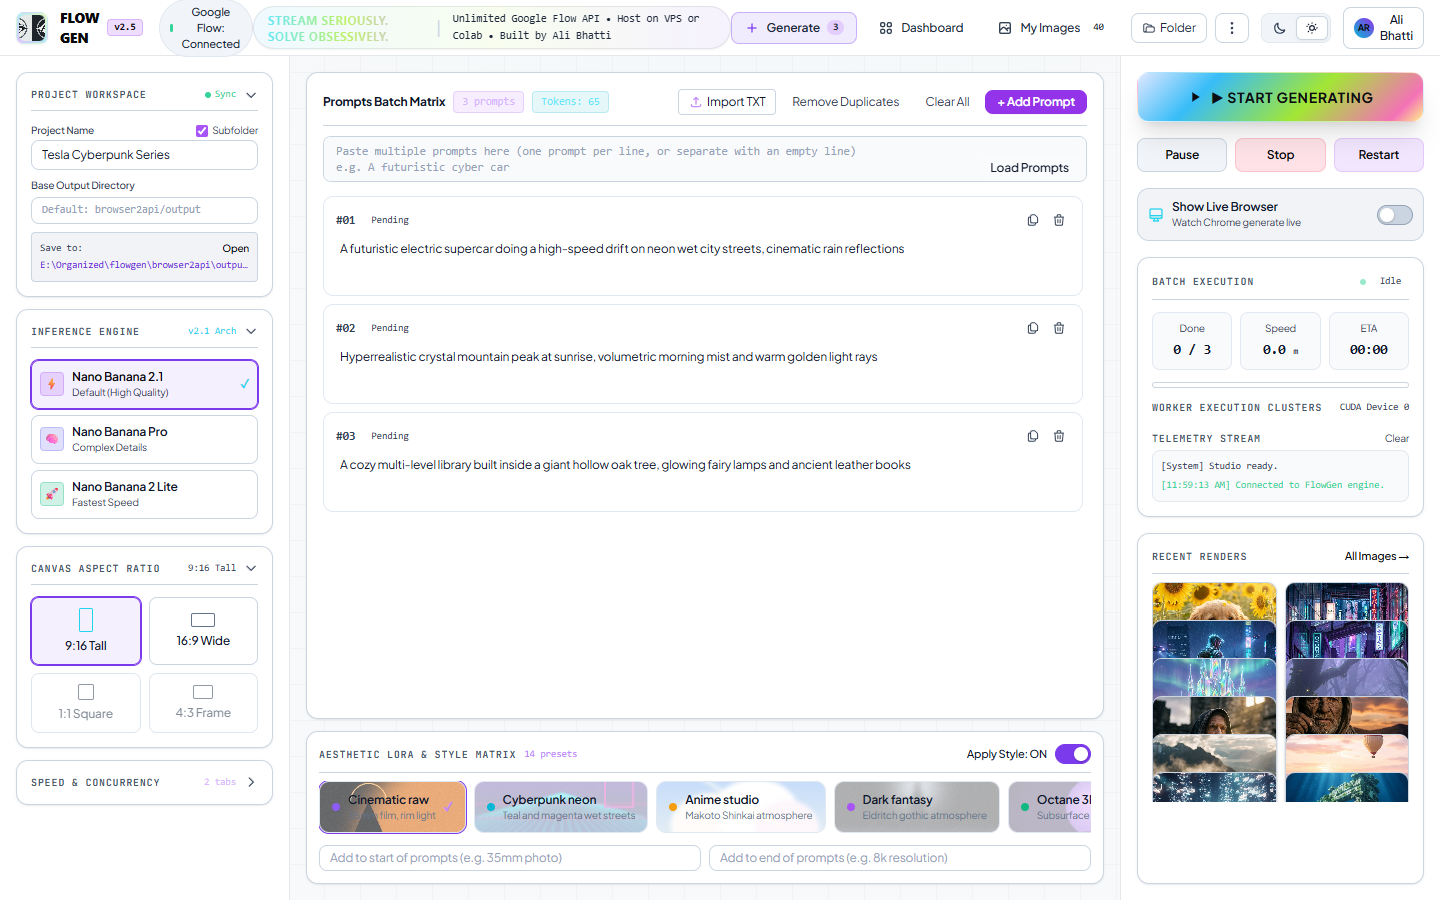 FLOW GEN
v2.5
Google Flow: Connected
STREAM SERIOUSLY.
SOLVE OBSESSIVELY.
Unlimited Google Flow API • Host on VPS or
Colab • Built by Ali Bhatti
+ Generate 3
Dashboard
My Images 40
Folder
AR
Ali Bhatti
PROJECT WORKSPACE
Sync
Project Name
Subfolder
Tesla Cyberpunk Series
Base Output Directory
Default: browser2api/output
Save to:
Open
E:\Organized\flowgen\browser2api\outpu…
INFERENCE ENGINE
v2.1 Arch
Nano Banana 2.1
Default (High Quality)
Nano Banana Pro
Complex Details
Nano Banana 2 Lite
Fastest Speed
CANVAS ASPECT RATIO
9:16 Tall
9:16 Tall
16:9 Wide
1:1 Square
4:3 Frame
SPEED & CONCURRENCY
2 tabs
Prompts Batch Matrix
3 prompts
Tokens: 65
Import TXT
Remove Duplicates
Clear All
+ Add Prompt
Paste multiple prompts here (one prompt per line, or separate with an empty line)
e.g. A futuristic cyber car
Load Prompts
#01 Pending
A futuristic electric supercar doing a high-speed drift on neon wet city streets, cinematic rain reflections
#02 Pending
Hyperrealistic crystal mountain peak at sunrise, volumetric morning mist and warm golden light rays
#03 Pending
A cozy multi-level library built inside a giant hollow oak tree, glowing fairy lamps and ancient leather books
AESTHETIC LORA & STYLE MATRIX
14 presets
Apply Style: ON
Cinematic raw
film, rim light
Cyberpunk neon
Teal and magenta wet streets
Anime studio
Makoto Shinkai atmosphere
Dark fantasy
Eldritch gothic atmosphere
Octane 3
Subsurface
Add to start of prompts (e.g. 35mm photo)
Add to end of prompts (e.g. 8k resolution)
▶ START GENERATING
Pause
Stop
Restart
Show Live Browser
Watch Chrome generate live
BATCH EXECUTION
Idle
Done
0 / 3
Speed
0.0
ETA
00:00
WORKER EXECUTION CLUSTERS
CUDA Device 0
TELEMETRY STREAM
Clear
[System] Studio ready.
[11:59:13 AM] Connected to FlowGen engine.
RECENT RENDERS
All Images →